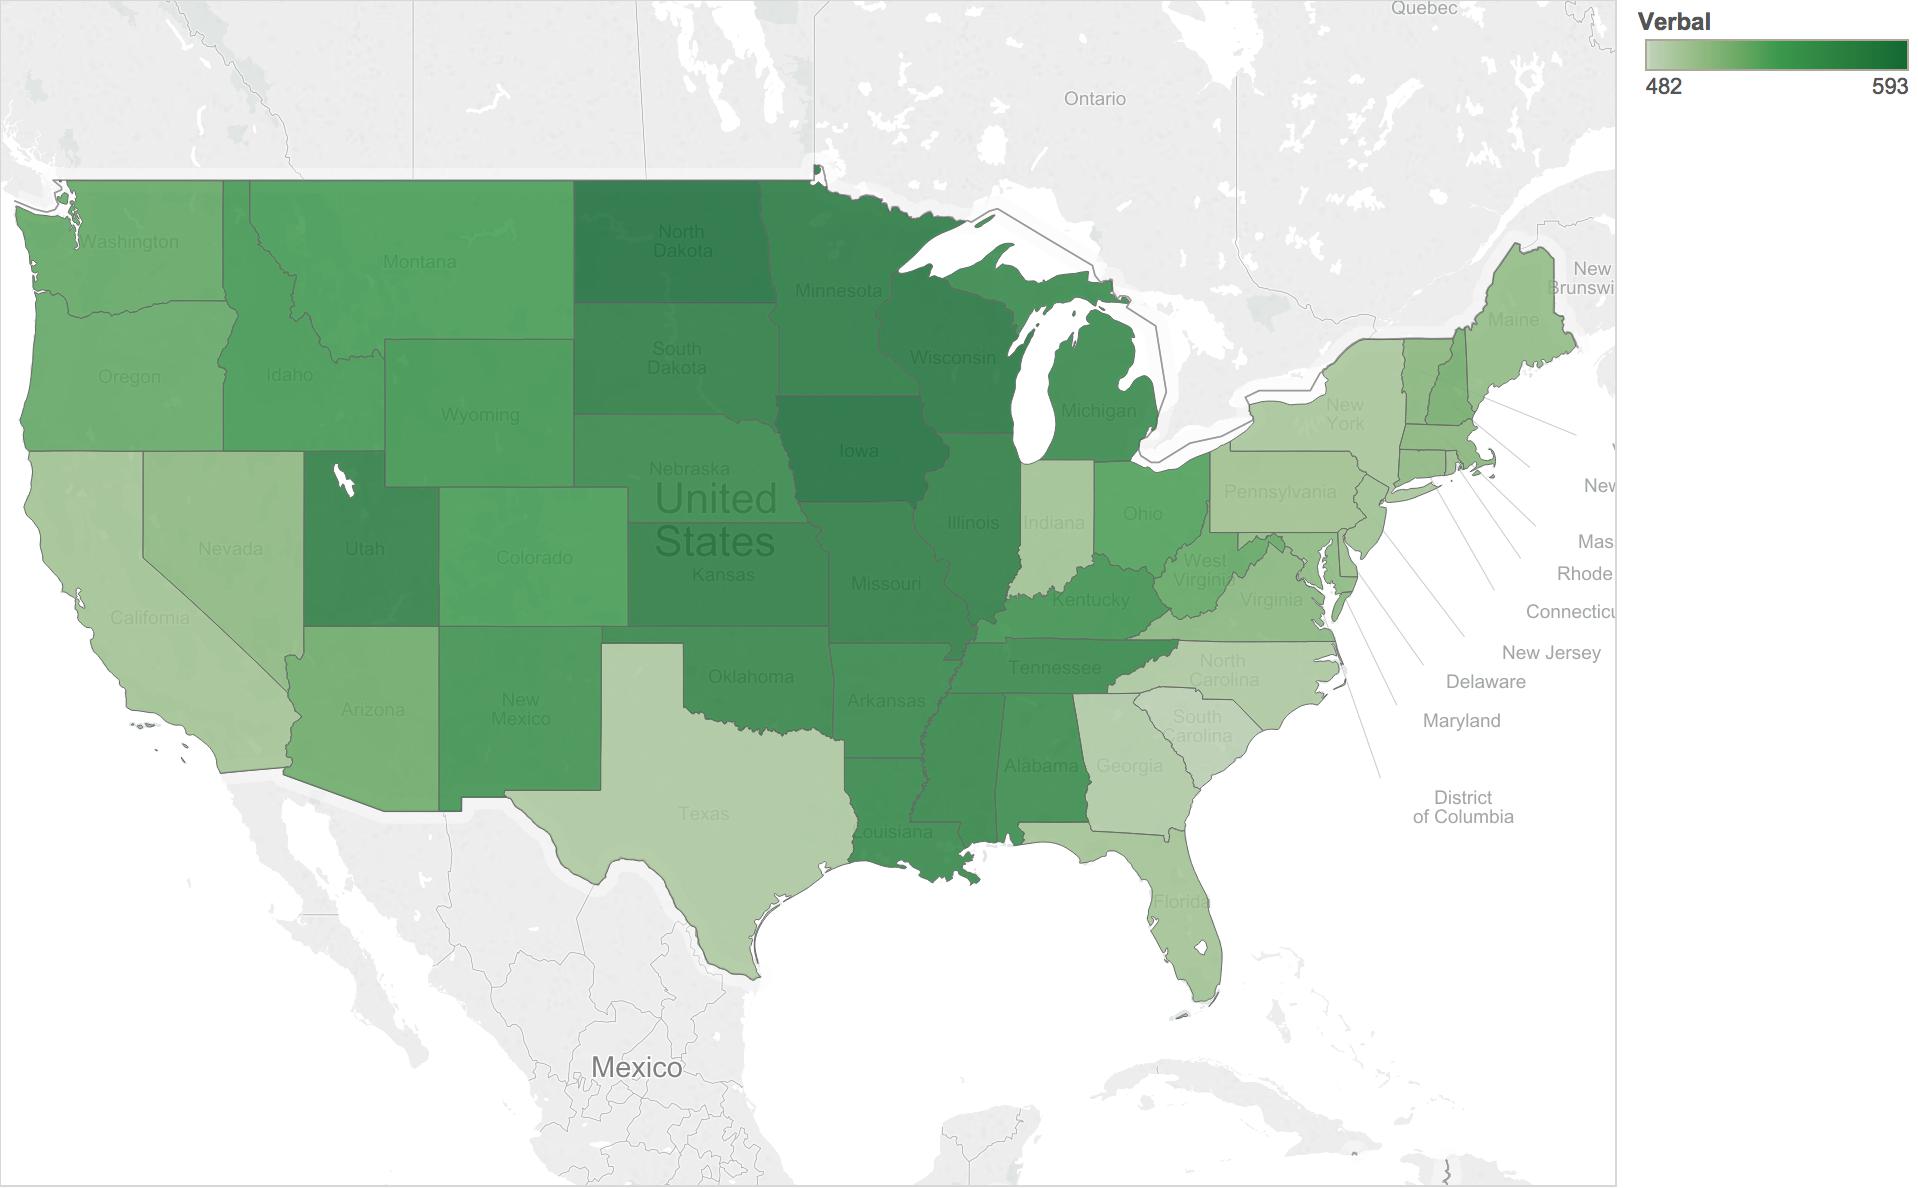 Quebec
Verbal
482
593
Ontario
New
Brunswi
Washington
North
Dakota
Montana
Minnesota
Maine
South
Dakota
Wisconsin
Oregon
Idaho
Wyoming
Michigan
New
York
Iowa
Nebraska
United
States
Pennsylvania
New
Illinois
Indiana
Ohio
Nevada
Utah
Colorado
Kansas
Missouri
West
Virginia
Mas
Rhode
Kentucky
Virginia
Connecticu
California
New Jersey
Tennessee
North
Carolina
Oklahoma
Delaware
Arkansas
New
Mexico
Arizona
South
Carolina
Maryland
Alabama
Georgia
Texas
Louisiana
District
of Columbia
Florida
Mexico